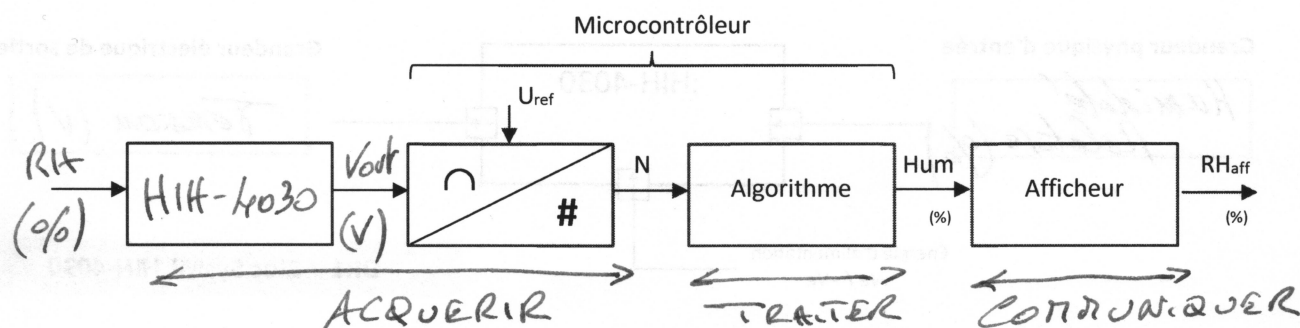 Microcontrôleur
Uref
RH
(%)
HIH-4030
Vout
(V)
∩
#
N
Algorithme
Hum
(%)
Afficheur
RHaff
(%)
ACQUERIR
TRAITER
COMMUNIQUER